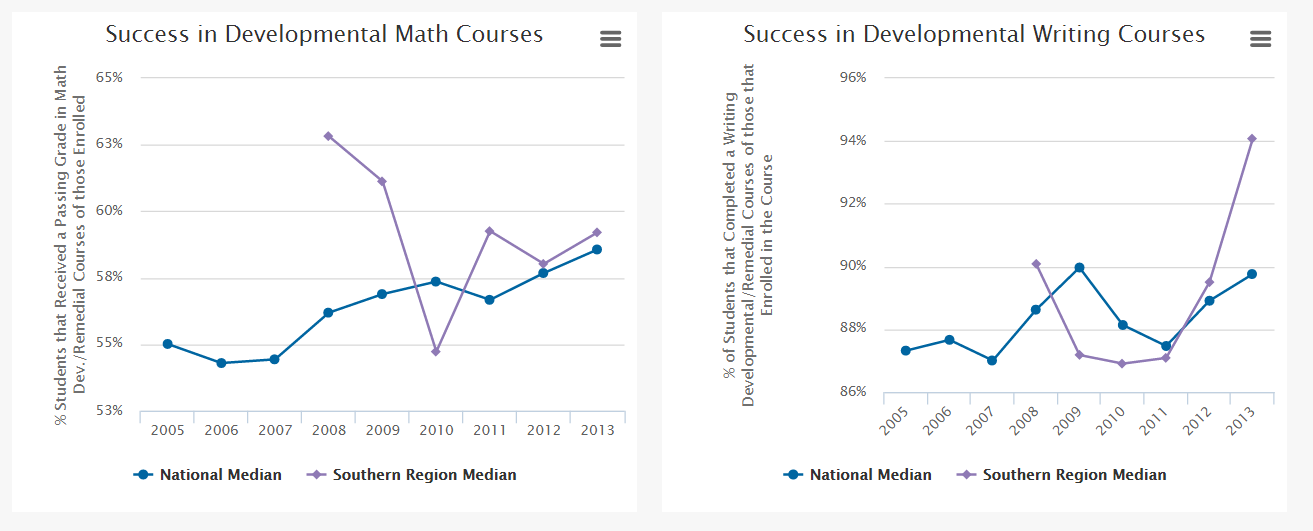 Success in Developmental Math Courses
% Students that Received a Passing Grade in Math
Dev./Remedial Courses of those Enrolled
65%
63%
60%
58%
55%
53%
2005 2006 2007 2008 2009 2010 2011 2012 2013
National Median Southern Region Median
Success in Developmental Writing Courses
% of Students that Completed a Writing
Developmental/Remedial Courses of those that
Enrolled in the Course
96%
94%
92%
90%
88%
86%
2005 2006 2007 2008 2009 2010 2011 2012 2013
National Median Southern Region Median